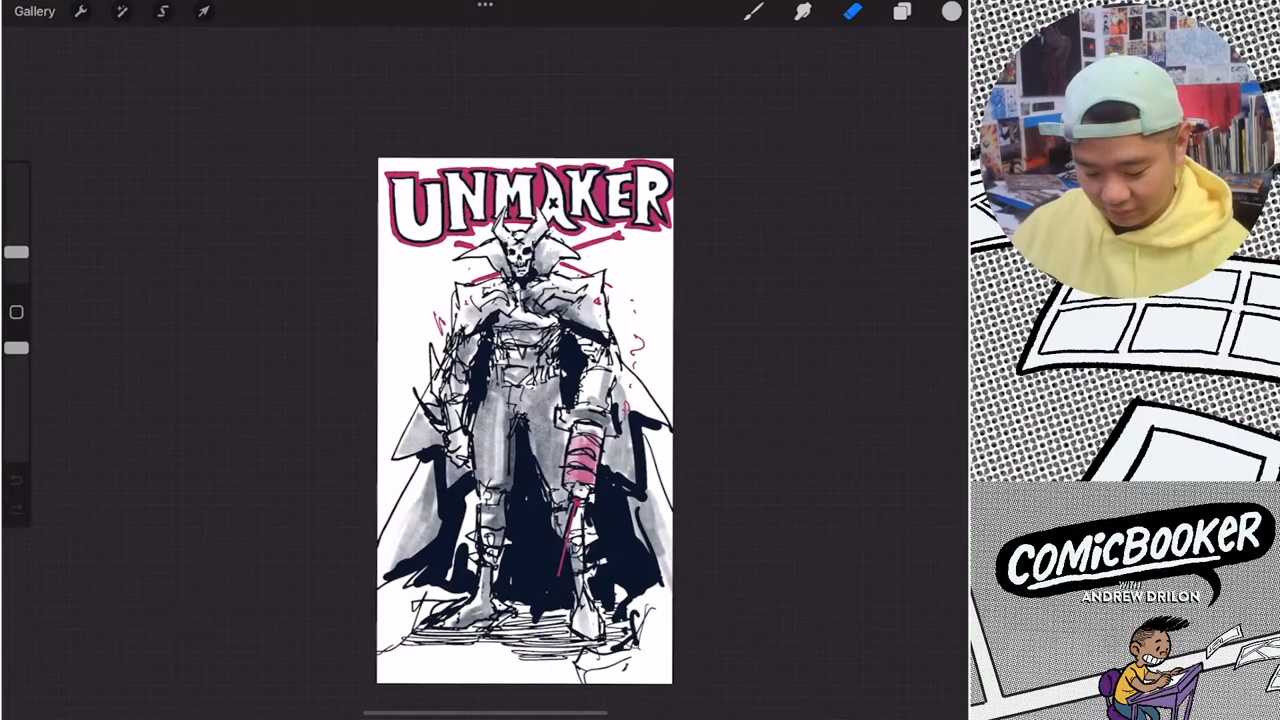 Gallery
UNMAKER
COMICBOOKER
WITH
ANDREW DRILON